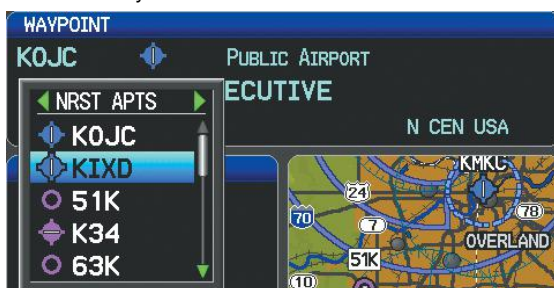 WAYPOINT
KOJC PUBLIC AIRPORT
ECUTIVE
N CEN USA
NRST APTS
KOJC
KIXD
51K
K34
63K
KMKC
24
70
78
7
OVERLAND
51K
10